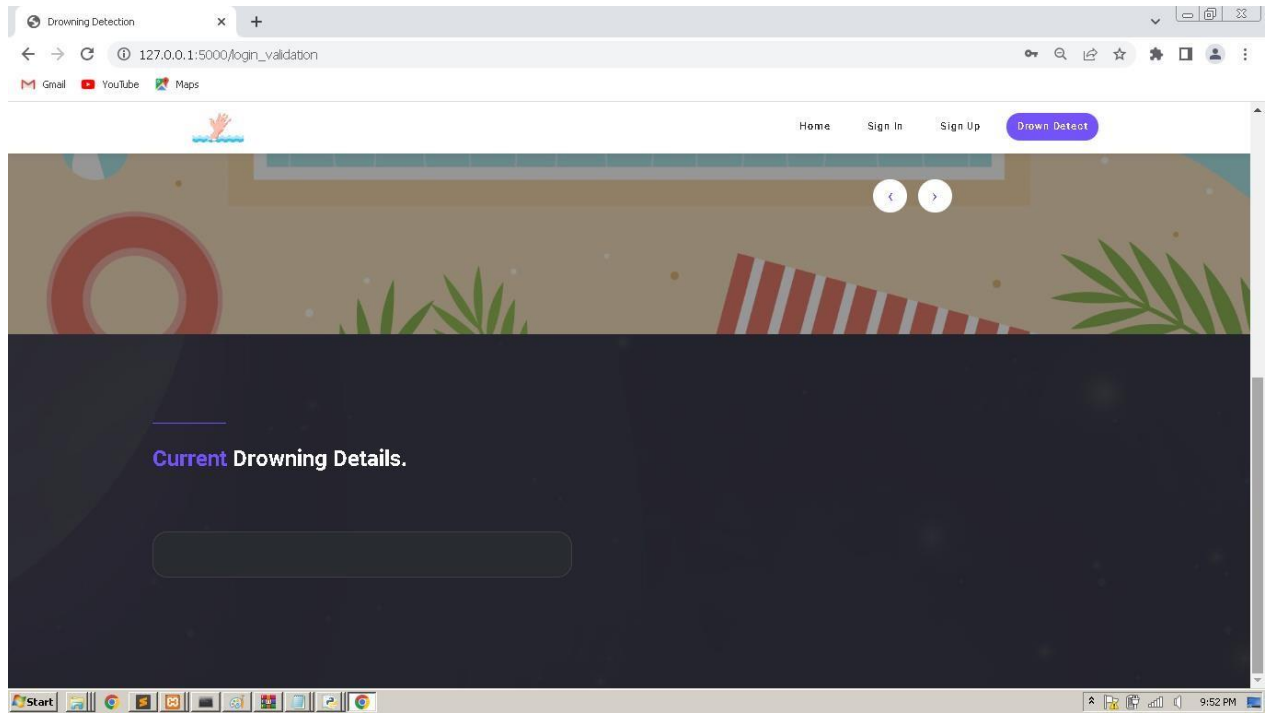 Drowning Detection
127.0.0.1:5000/login_validation
Gmail YouTube Maps
Home Sign In Sign Up Drown Detect
Current Drowning Details.
Start 9:52 PM